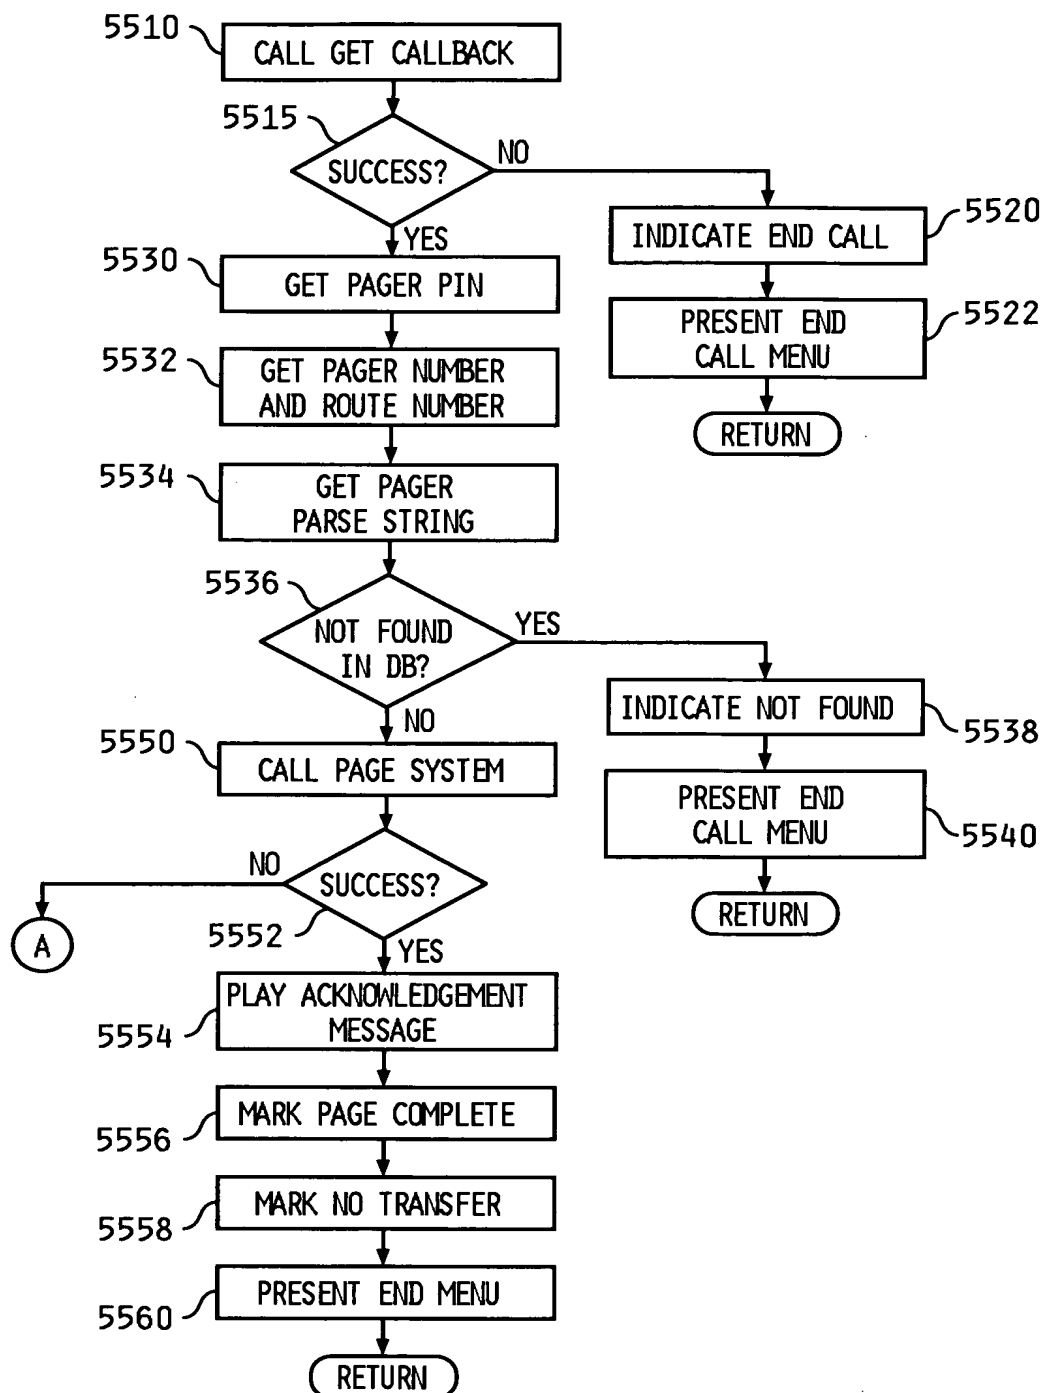 5510
CALL GET CALLBACK
5515
SUCCESS?
NO
YES
5520
INDICATE END CALL
5530
GET PAGER PIN
5522
PRESENT END
CALL MENU
5532
GET PAGER NUMBER
AND ROUTE NUMBER
RETURN
5534
GET PAGER
PARSE STRING
5536
NOT FOUND
IN DB?
YES
NO
INDICATE NOT FOUND
5538
5550
CALL PAGE SYSTEM
PRESENT END
CALL MENU
5540
NO
SUCCESS?
5552
YES
RETURN
A
PLAY ACKNOWLEDGEMENT
MESSAGE
5554
MARK PAGE COMPLETE
5556
MARK NO TRANSFER
5558
PRESENT END MENU
5560
RETURN